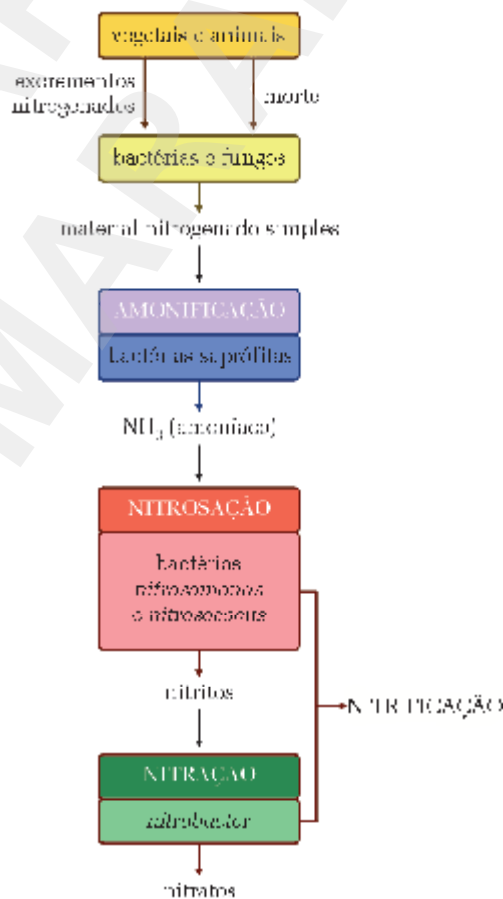 vegetais e animais
excrementos
nitrogenados
morte
bactérias e fungos
material nitrogenado simples
AMONIFICAÇÃO
bactérias saprófitas
NH₃ (amoníaco)
NITROSAÇÃO
bactérias
nitrosomonas
e nitrosococus
nitritos
NITRIFICAÇÃO
NITRAÇÃO
nitrobacter
nitratos